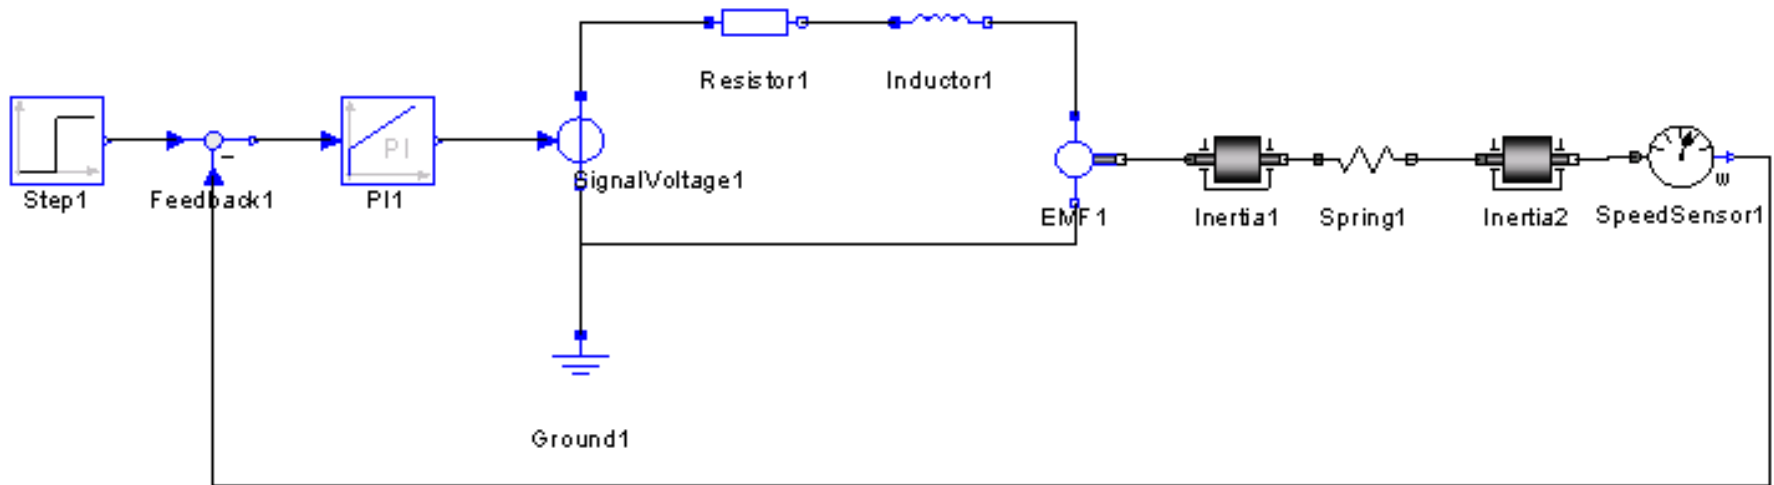 Resistor1
Inductor1
PI
Step1
Feedback1
PI1
SignalVoltage1
EMF1
Inertia1
Spring1
Inertia2
SpeedSensor1
w
Ground1